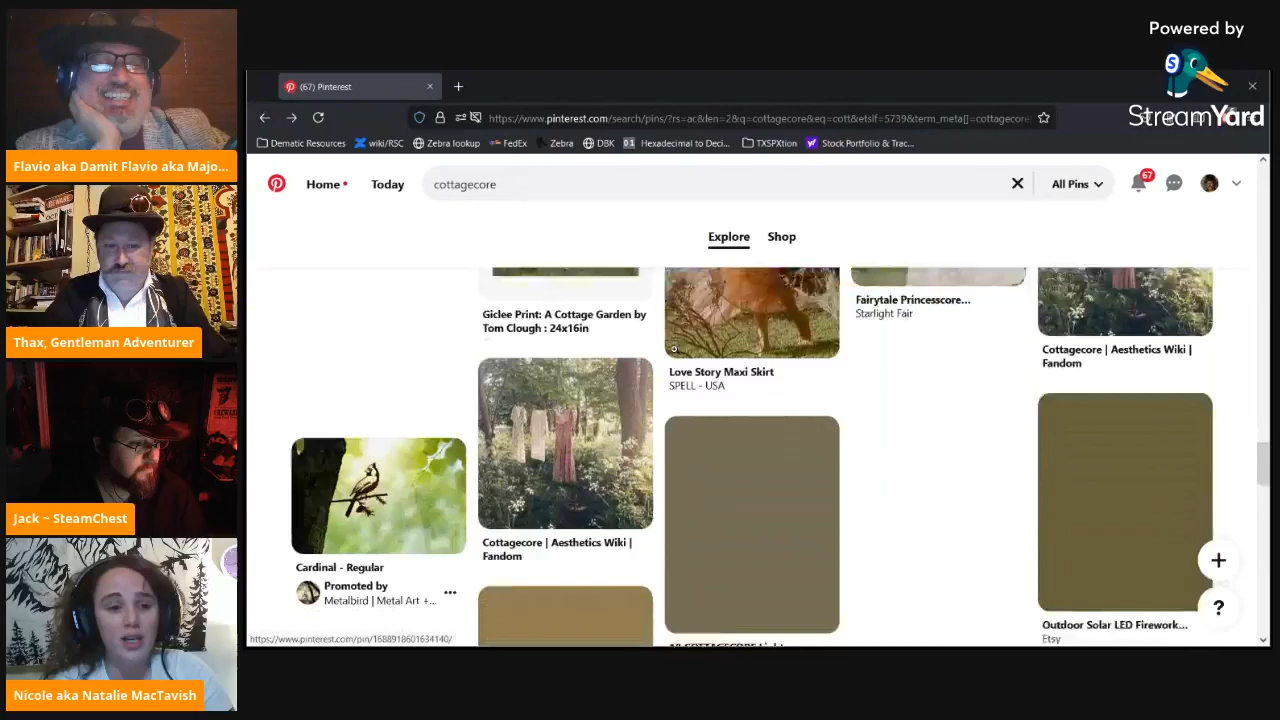 Powered by
StreamYard
Flavio aka Damit Flavio aka Majo...
Thax, Gentleman Adventurer
Jack ~ SteamChest
Nicole aka Natalie MacTavish
(67) Pinterest
https://www.pinterest.com/search/pins/?rs=ac&len=2&q=cottagecore&eq=cott&etslf=5739&term_meta[]=cottagecore
Dematic Resources wiki/RSC Zebra lookup FedEx Zebra DBK Hexadecimal to Deci... TXSPXtion Stock Portfolio & Trac...
Home Today cottagecore All Pins 67
Explore Shop
Giclee Print: A Cottage Garden by
Tom Clough : 24x16in
Love Story Maxi Skirt
SPELL - USA
Fairytale Princesscore...
Starlight Fair
Cottagecore | Aesthetics Wiki |
Fandom
Cottagecore | Aesthetics Wiki |
Fandom
Cardinal - Regular
Promoted by
Metalbird | Metal Art +...
Outdoor Solar LED Firework...
Etsy
https://www.pinterest.com/pin/1688918601634140/
BEWARE